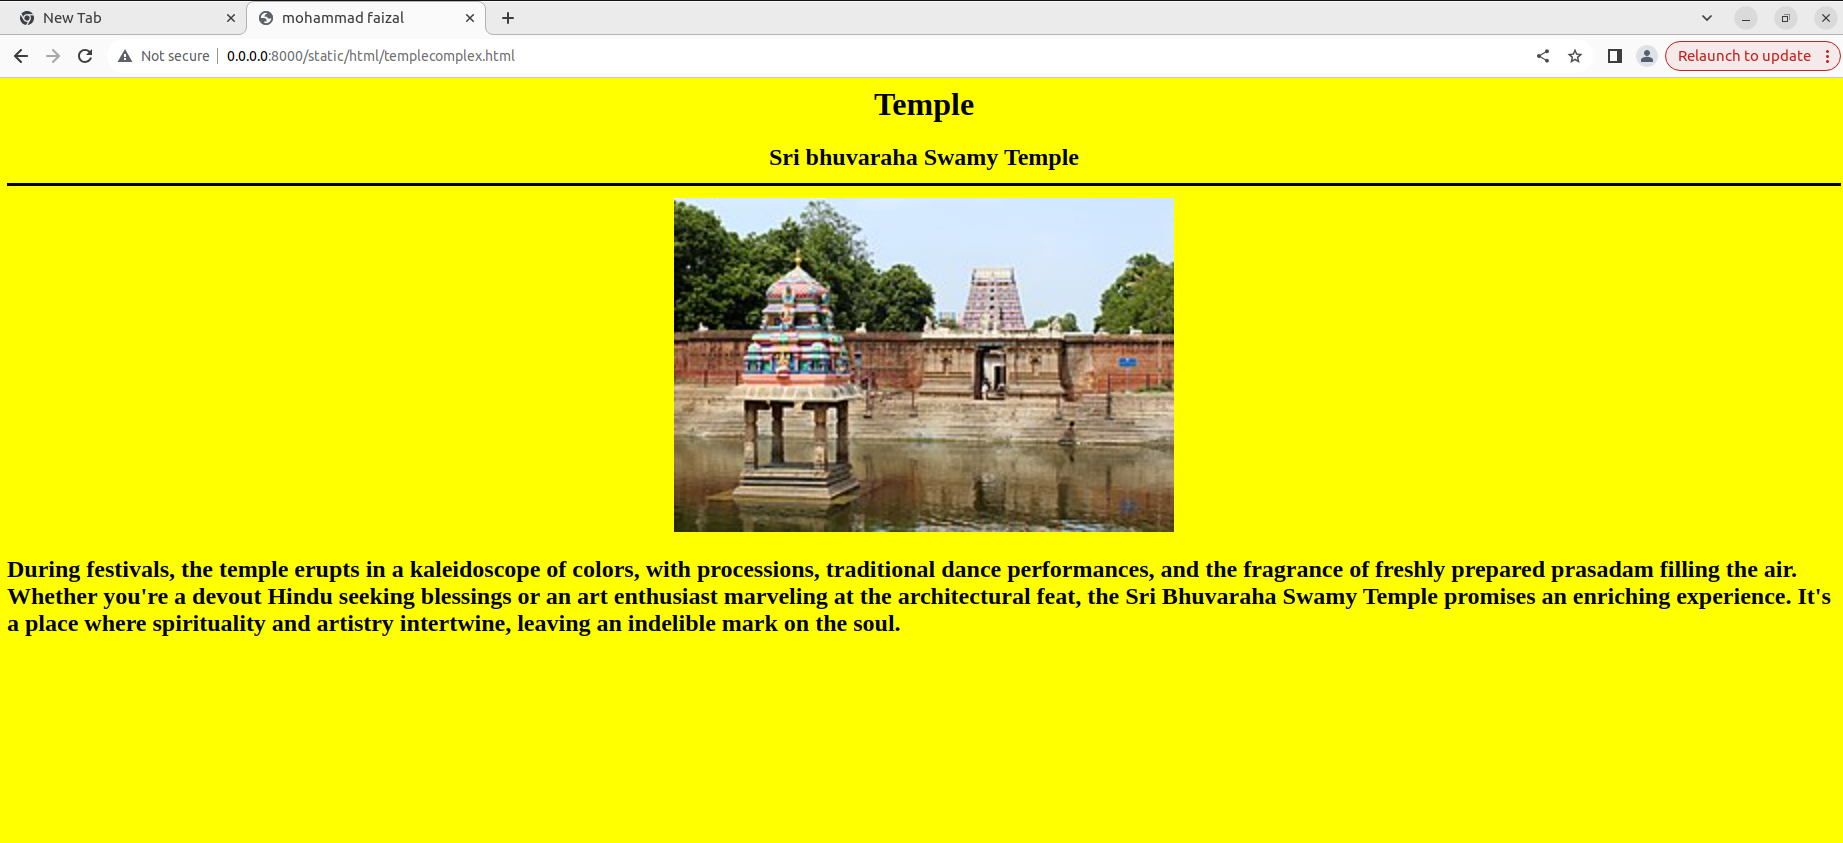 New Tab
mohammad faizal
Not secure
0.0.0.0:8000/static/html/templecomplex.html
Relaunch to update
Temple
Sri bhuvaraha Swamy Temple
During festivals, the temple erupts in a kaleidoscope of colors, with processions, traditional dance performances, and the fragrance of freshly prepared prasadam filling the air.
Whether you're a devout Hindu seeking blessings or an art enthusiast marveling at the architectural feat, the Sri Bhuvaraha Swamy Temple promises an enriching experience. It's
a place where spirituality and artistry intertwine, leaving an indelible mark on the soul.